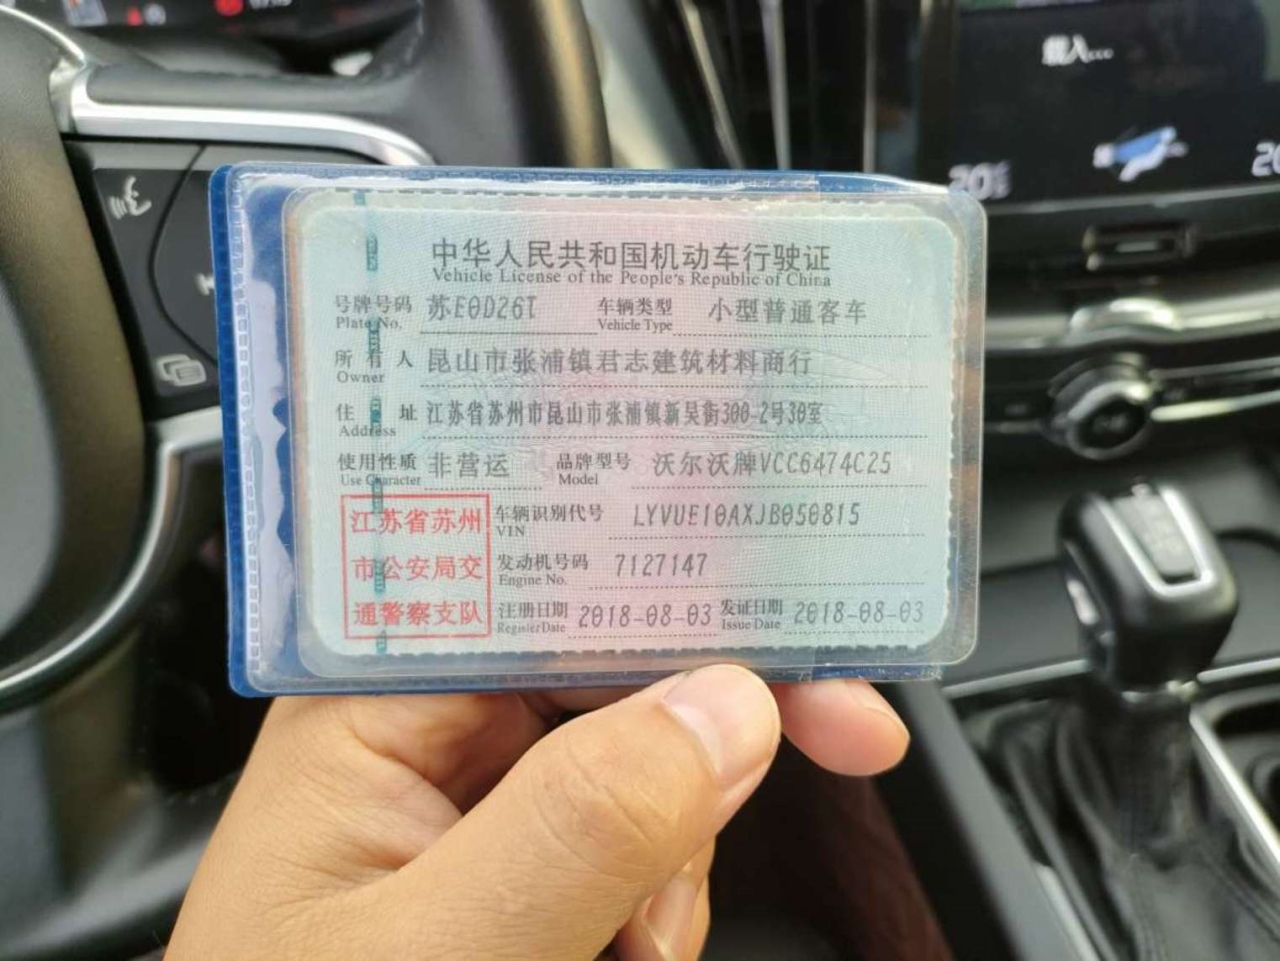 载入...
20
中华人民共和国机动车行驶证
Vehicle License of the People's Republic of China
号牌号码 苏E0D26T 车辆类型 小型普通客车
Plate No. Vehicle Type
所有人 昆山市张浦镇君志建筑材料商行
Owner
住址 江苏省苏州市昆山市张浦镇新吴街300-2号30室
Address
使用性质 非营运 品牌型号 沃尔沃牌VCC6474C25
Use Character Model
江苏省苏州
市公安局交
通警察支队
车辆识别代号 LYVUE10AXJB050815
VIN
发动机号码 7127147
Engine No.
注册日期 2018-08-03 发证日期 2018-08-03
Register Date Issue Date